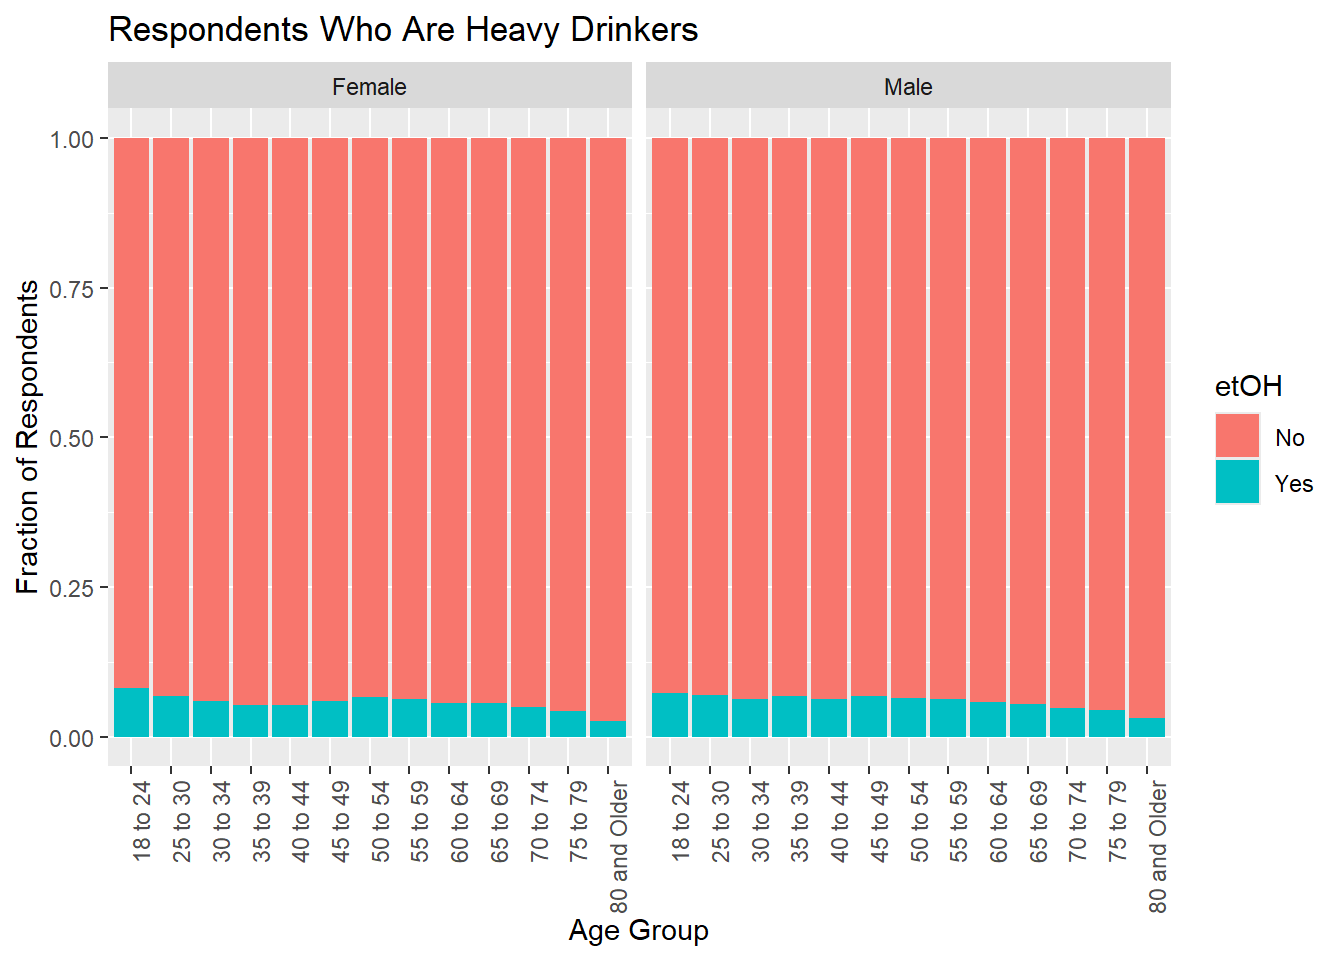 Respondents Who Are Heavy Drinkers
Female
Male
Fraction of Respondents
1.00
0.75
0.50
0.25
0.00
18 to 24
25 to 30
30 to 34
35 to 39
40 to 44
45 to 49
50 to 54
55 to 59
60 to 64
65 to 69
70 to 74
75 to 79
80 and Older
18 to 24
25 to 30
30 to 34
35 to 39
40 to 44
45 to 49
50 to 54
55 to 59
60 to 64
65 to 69
70 to 74
75 to 79
80 and Older
Age Group
etOH
No
Yes